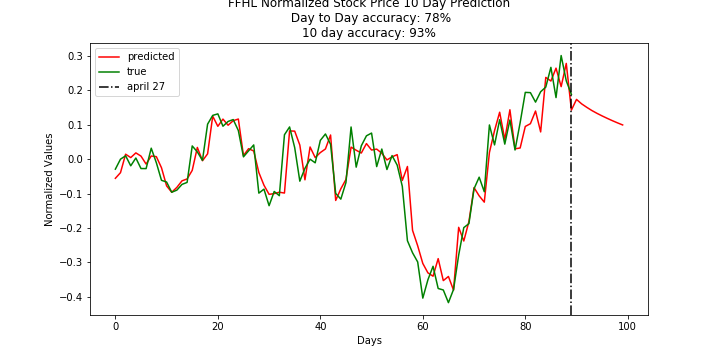 FFHL Normalized Stock Price 10 Day Prediction
Day to Day accuracy: 78%
10 day accuracy: 93%
predicted
true
april 27
Normalized Values
0.3
0.2
0.1
0.0
−0.1
−0.2
−0.3
−0.4
0 20 40 60 80 100
Days